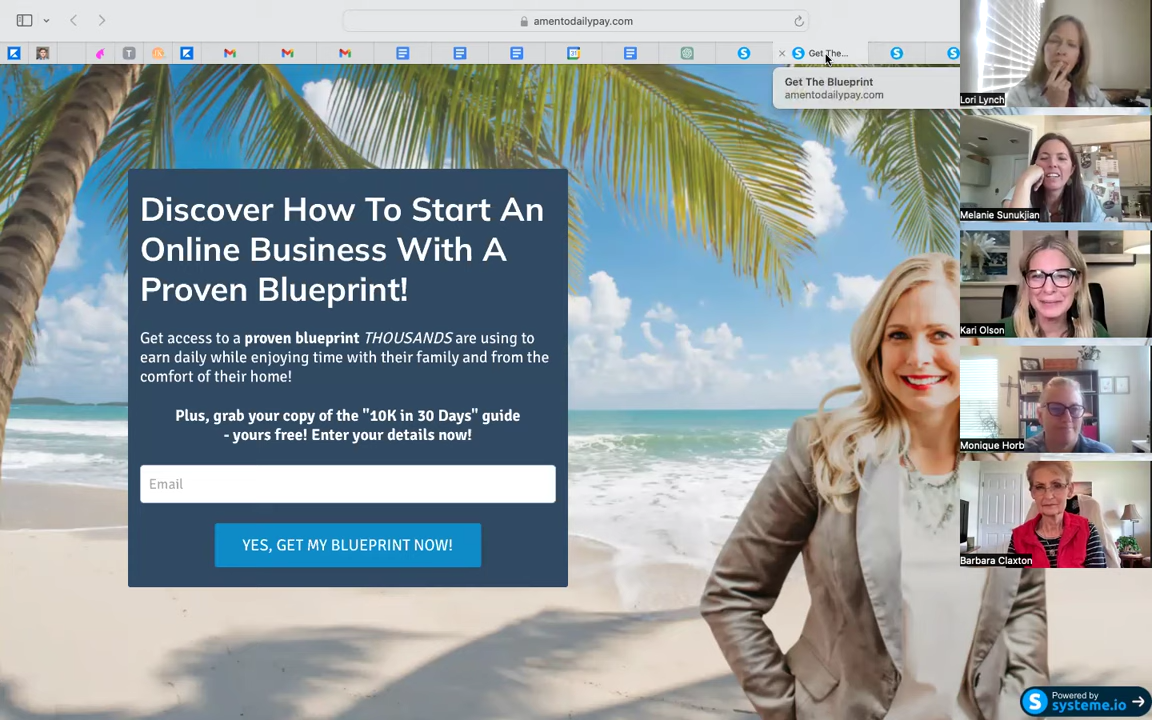 amentodailypay.com
T
31
Get The...
Get The Blueprint
amentodailypay.com
Lori Lynch
Melanie Sunukjian
Kari Olson
Monique Horb
Barbara Claxton
Discover How To Start An
Online Business With A
Proven Blueprint!
Get access to a proven blueprint THOUSANDS are using to
earn daily while enjoying time with their family and from the
comfort of their home!
Plus, grab your copy of the "10K in 30 Days" guide
- yours free! Enter your details now!
Email
YES, GET MY BLUEPRINT NOW!
Powered by
systeme.io